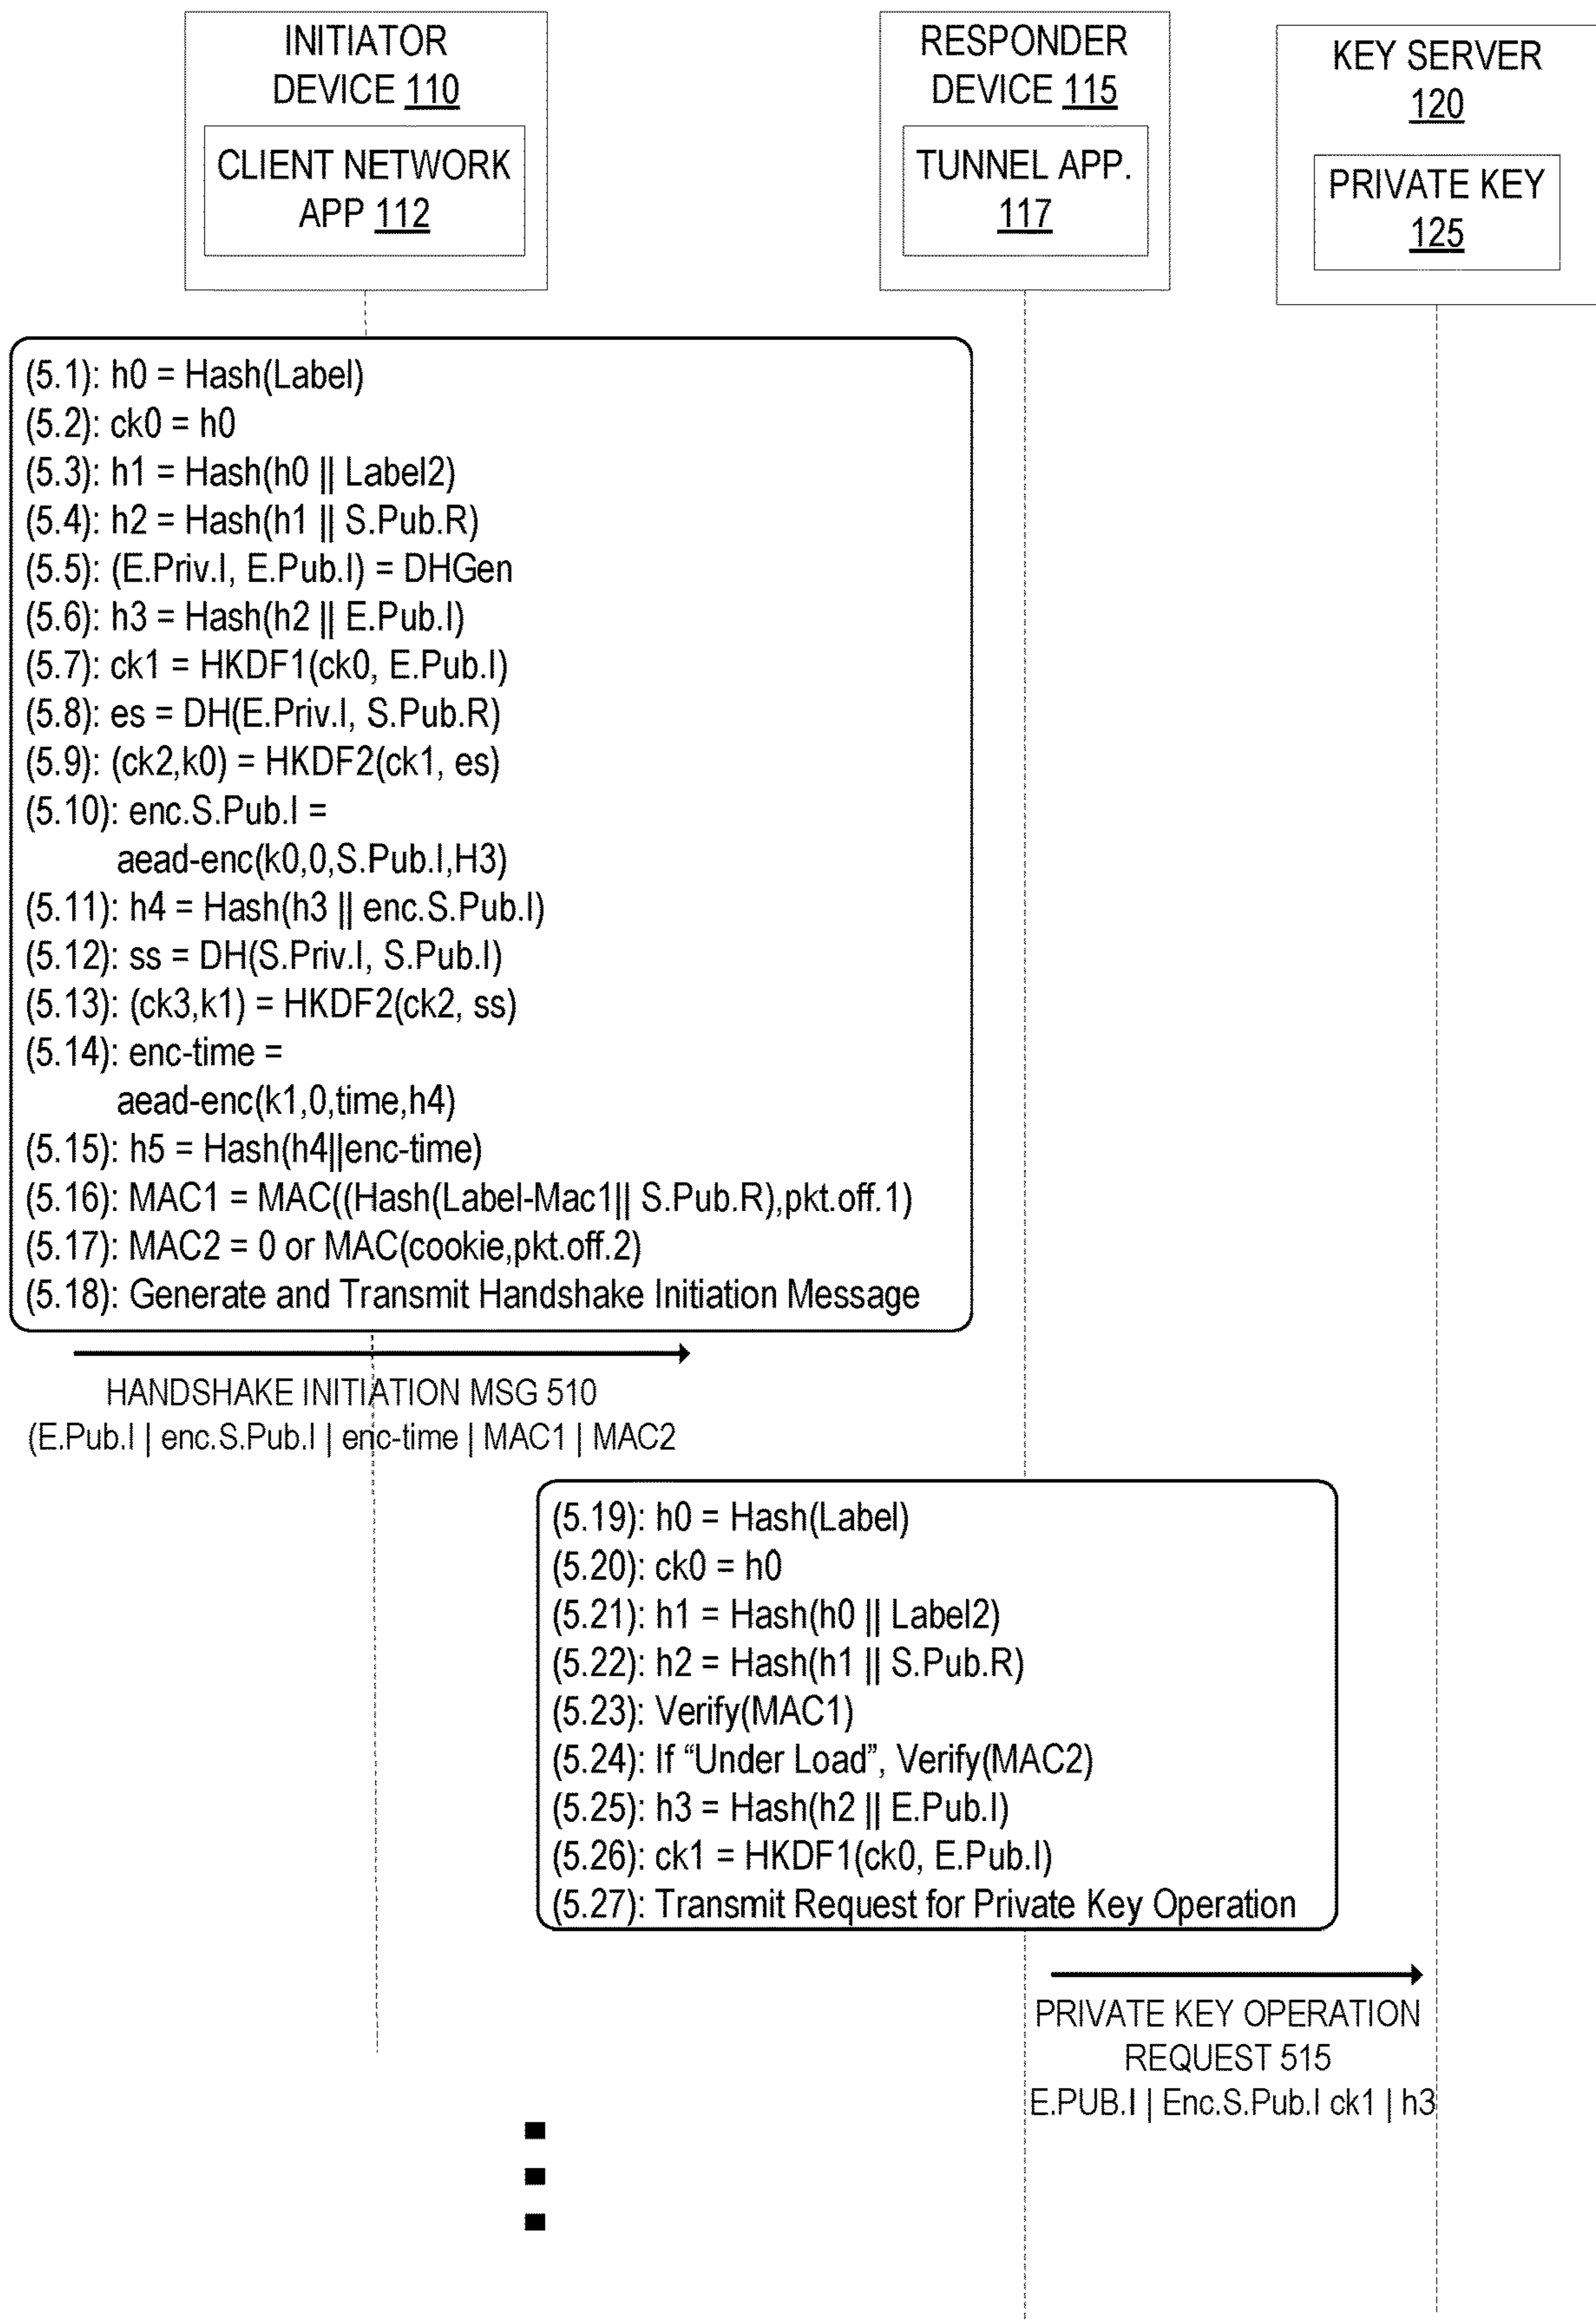 INITIATOR
DEVICE 110
CLIENT NETWORK
APP 112
RESPONDER
DEVICE 115
TUNNEL APP.
117
KEY SERVER
120
PRIVATE KEY
125
(5.1): h0 = Hash(Label)
(5.2): ck0 = h0
(5.3): h1 = Hash(h0 || Label2)
(5.4): h2 = Hash(h1 || S.Pub.R)
(5.5): (E.Priv.I, E.Pub.I) = DHGen
(5.6): h3 = Hash(h2 || E.Pub.I)
(5.7): ck1 = HKDF1(ck0, E.Pub.I)
(5.8): es = DH(E.Priv.I, S.Pub.R)
(5.9): (ck2,k0) = HKDF2(ck1, es)
(5.10): enc.S.Pub.I =
aead-enc(k0,0,S.Pub.I,H3)
(5.11): h4 = Hash(h3 || enc.S.Pub.I)
(5.12): ss = DH(S.Priv.I, S.Pub.I)
(5.13): (ck3,k1) = HKDF2(ck2, ss)
(5.14): enc-time =
aead-enc(k1,0,time,h4)
(5.15): h5 = Hash(h4||enc-time)
(5.16): MAC1 = MAC((Hash(Label-Mac1|| S.Pub.R),pkt.off.1)
(5.17): MAC2 = 0 or MAC(cookie,pkt.off.2)
(5.18): Generate and Transmit Handshake Initiation Message
HANDSHAKE INITIATION MSG 510
(E.Pub.I | enc.S.Pub.I | enc-time | MAC1 | MAC2
(5.19): h0 = Hash(Label)
(5.20): ck0 = h0
(5.21): h1 = Hash(h0 || Label2)
(5.22): h2 = Hash(h1 || S.Pub.R)
(5.23): Verify(MAC1)
(5.24): If “Under Load”, Verify(MAC2)
(5.25): h3 = Hash(h2 || E.Pub.I)
(5.26): ck1 = HKDF1(ck0, E.Pub.I)
(5.27): Transmit Request for Private Key Operation
PRIVATE KEY OPERATION
REQUEST 515
E.PUB.I | Enc.S.Pub.I ck1 | h3